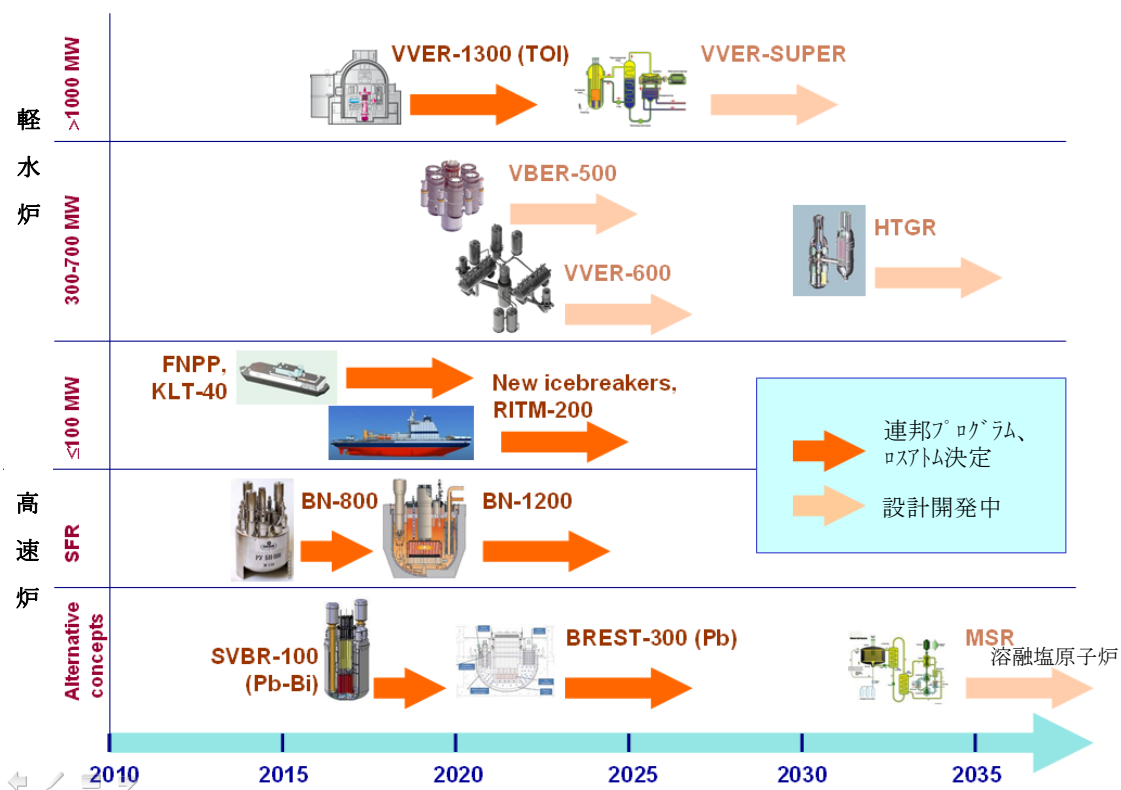 軽水炉
>1000 MW
VVER-1300 (TOI)
VVER-SUPER
300-700 MW
VBER-500
VVER-600
HTGR
≤100 MW
FNPP,
KLT-40
New icebreakers,
RITM-200
連邦ﾌﾟﾛｸﾞﾗﾑ、
ﾛｽｱﾄﾑ決定
設計開発中
高速炉
SFR
BN-800
BN-1200
Alternative
concepts
SVBR-100
(Pb-Bi)
BREST-300 (Pb)
MSR
溶融塩原子炉
2010
2015
2020
2025
2030
2035